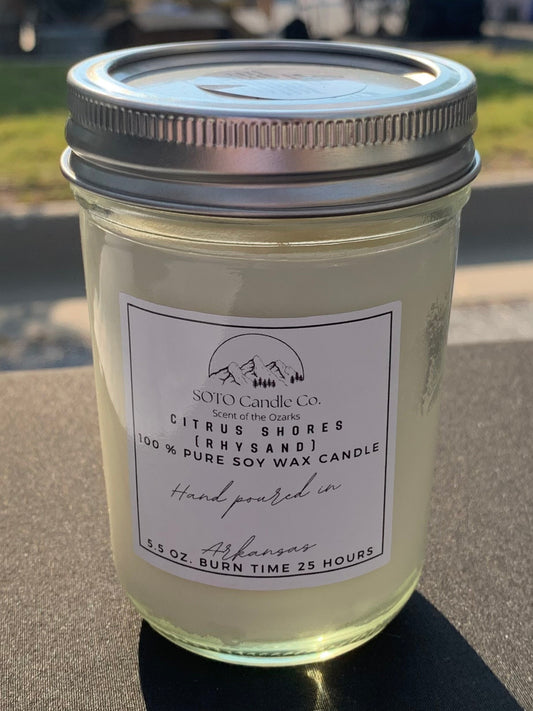 SOTO Candle Co.
Scent of the Ozarks
CITRUS SHORES
(RHYSAND)
100 % PURE SOY WAX CANDLE
Hand poured in
Arkansas
5.5 OZ. BURN TIME 25 HOURS